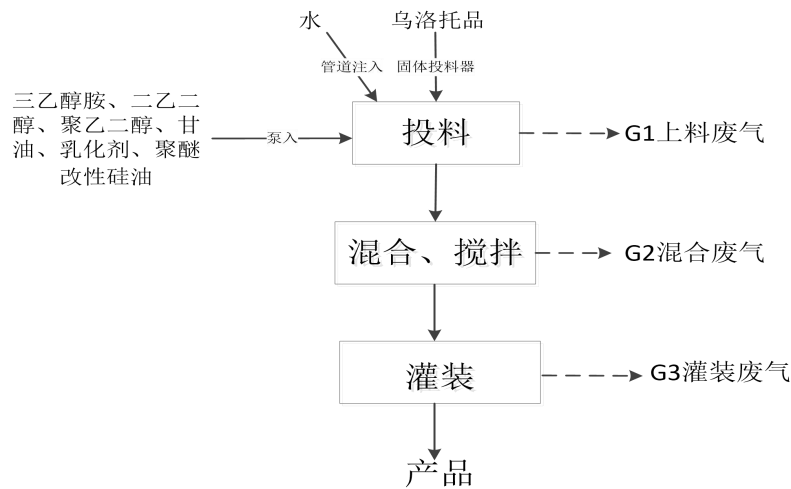 水
乌洛托品
管道注入
固体投料器
三乙醇胺、二乙二
醇、聚乙二醇、甘
油、乳化剂、聚醚
改性硅油
泵入
投料
G1上料废气
混合、搅拌
G2混合废气
灌装
G3灌装废气
产品